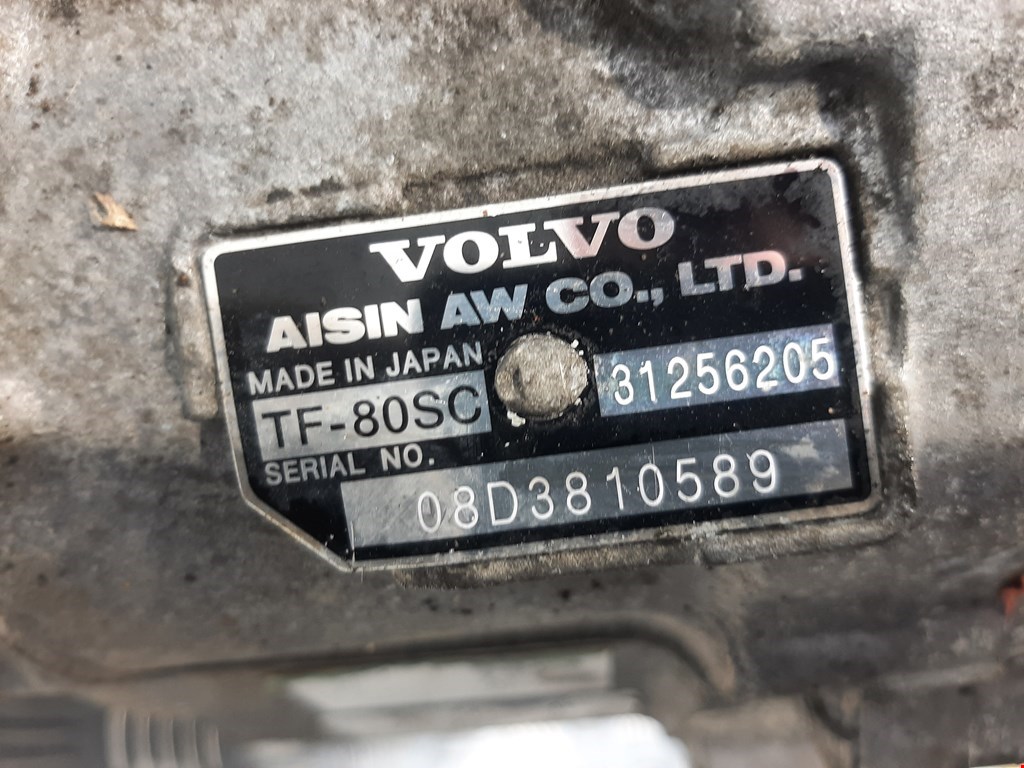 VOLVO
AISIN AW CO., LTD.
MADE IN JAPAN
TF-80SC
31256205
SERIAL NO.
08D3810589